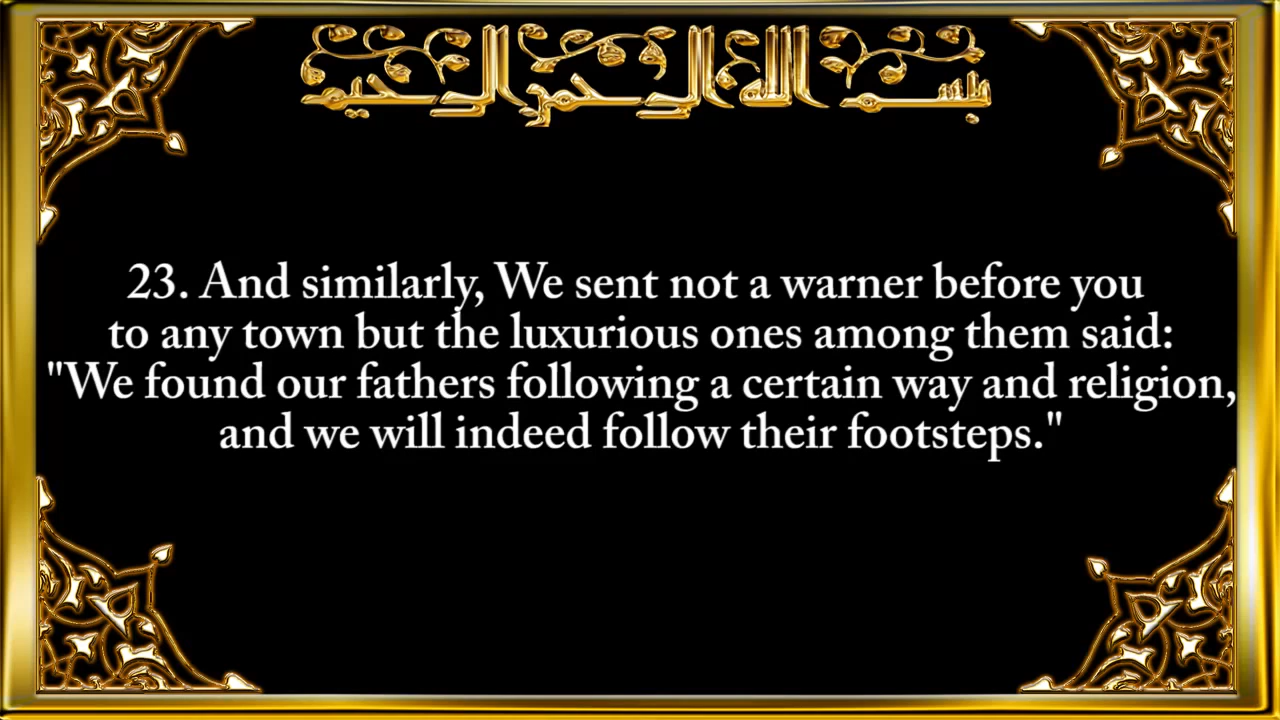 بسم الله الرحمن الرحيم
23. And similarly, We sent not a warner before you
to any town but the luxurious ones among them said:
"We found our fathers following a certain way and religion,
and we will indeed follow their footsteps."